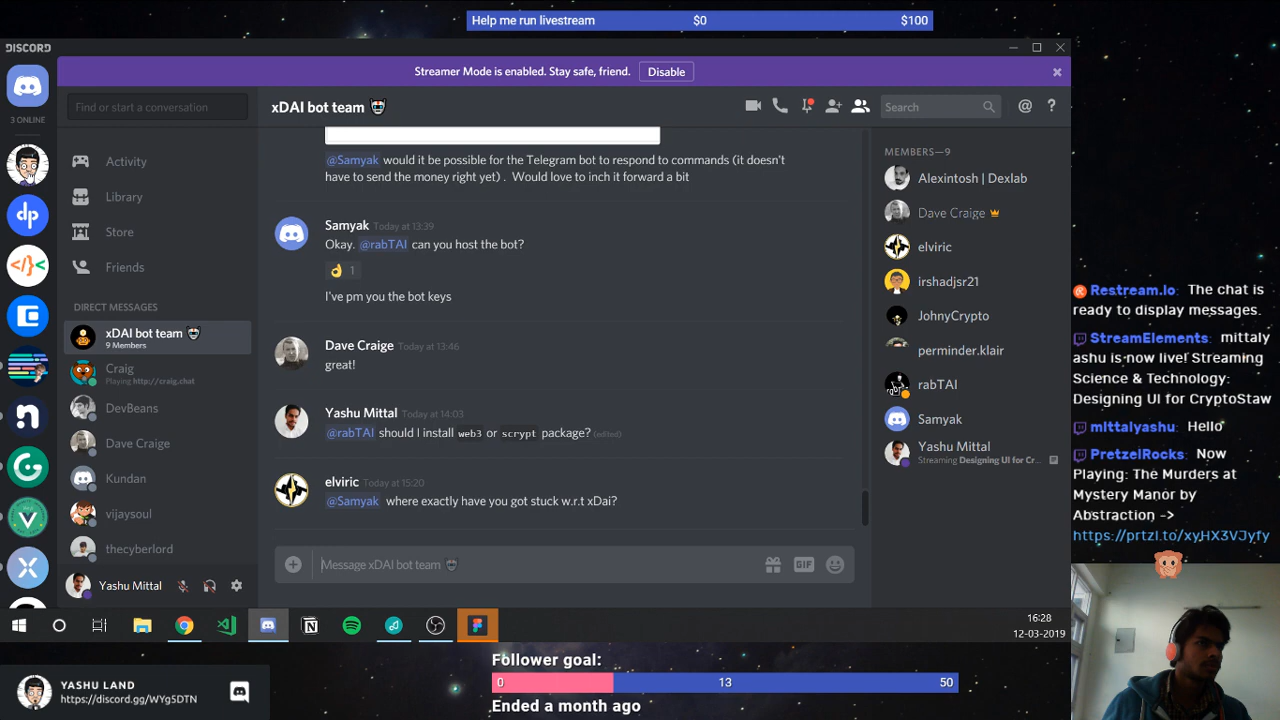 Help me run livestream $0 $100
DISCORD
Streamer Mode is enabled. Stay safe, friend. Disable
Find or start a conversation
xDAI bot team
Search
3 ONLINE
Activity
Library
Store
Friends
DIRECT MESSAGES
xDAI bot team
9 Members
Craig
Playing http://craig.chat
DevBeans
Dave Craige
Kundan
vijaysoul
thecyberlord
Yashu Mittal
@Samyak would it be possible for the Telegram bot to respond to commands (it doesn't
have to send the money right yet) . Would love to inch it forward a bit
Samyak Today at 13:39
Okay. @rabTAI can you host the bot?
1
I've pm you the bot keys
Dave Craige Today at 13:46
great!
Yashu Mittal Today at 14:03
@rabTAI should I install web3 or scrypt package? (edited)
elviric Today at 15:20
@Samyak where exactly have you got stuck w.r.t xDai?
Message xDAI bot team
GIF
MEMBERS—9
Alexintosh | Dexlab
Dave Craige
elviric
irshadjsr21
JohnyCrypto
perminder.klair
rabTAI
Samyak
Yashu Mittal
Streaming Designing UI for Cr...
Restream.io: The chat is
ready to display messages.
StreamElements: mittaly
ashu is now live! Streaming
Science & Technology:
Designing UI for CryptoStaw
mittalyashu: Hello
PretzelRocks: Now
Playing: The Murders at
Mystery Manor by
Abstraction ->
https://prtzl.to/xyHX3VJyfy
16:28
12-03-2019
YASHU LAND
https://discord.gg/WYg5DTN
Follower goal:
0 13 50
Ended a month ago